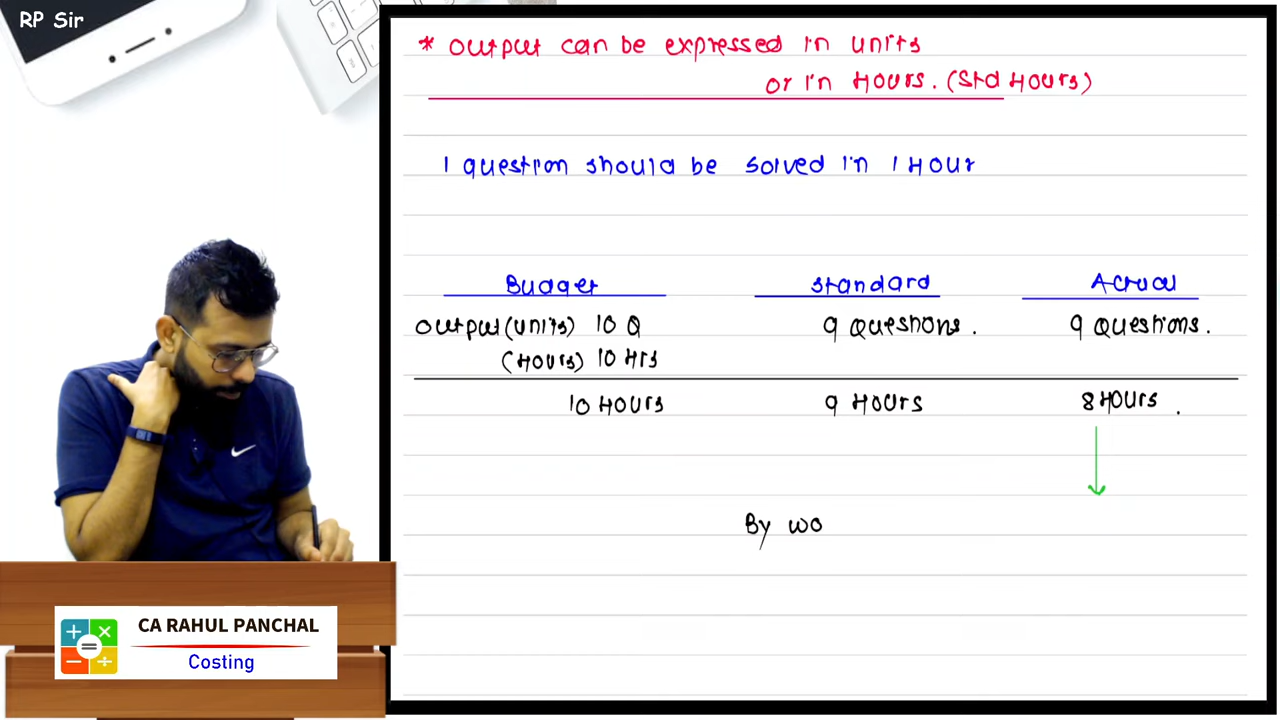 RP Sir
* Output can be expressed in units
or in Hours. (Std Hours)
1 question should be solved in 1 Hour
Budget Standard Actual
Output (units) 10 Q 9 Questions. 9 Questions.
(Hours) 10 Hrs
10 Hours 9 Hours 8 Hours.
By wo
CA RAHUL PANCHAL
Costing